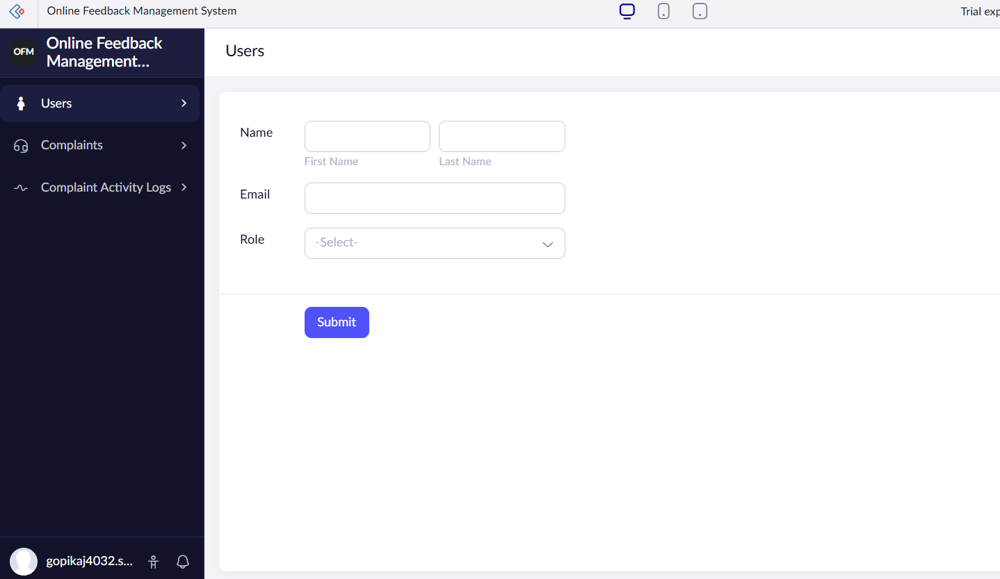 Online Feedback Management System
Trial exp
OFM
Online Feedback
Management...
Users
Users
Complaints
Complaint Activity Logs
Name
First Name
Last Name
Email
Role
-Select-
Submit
gopikaj4032.s...